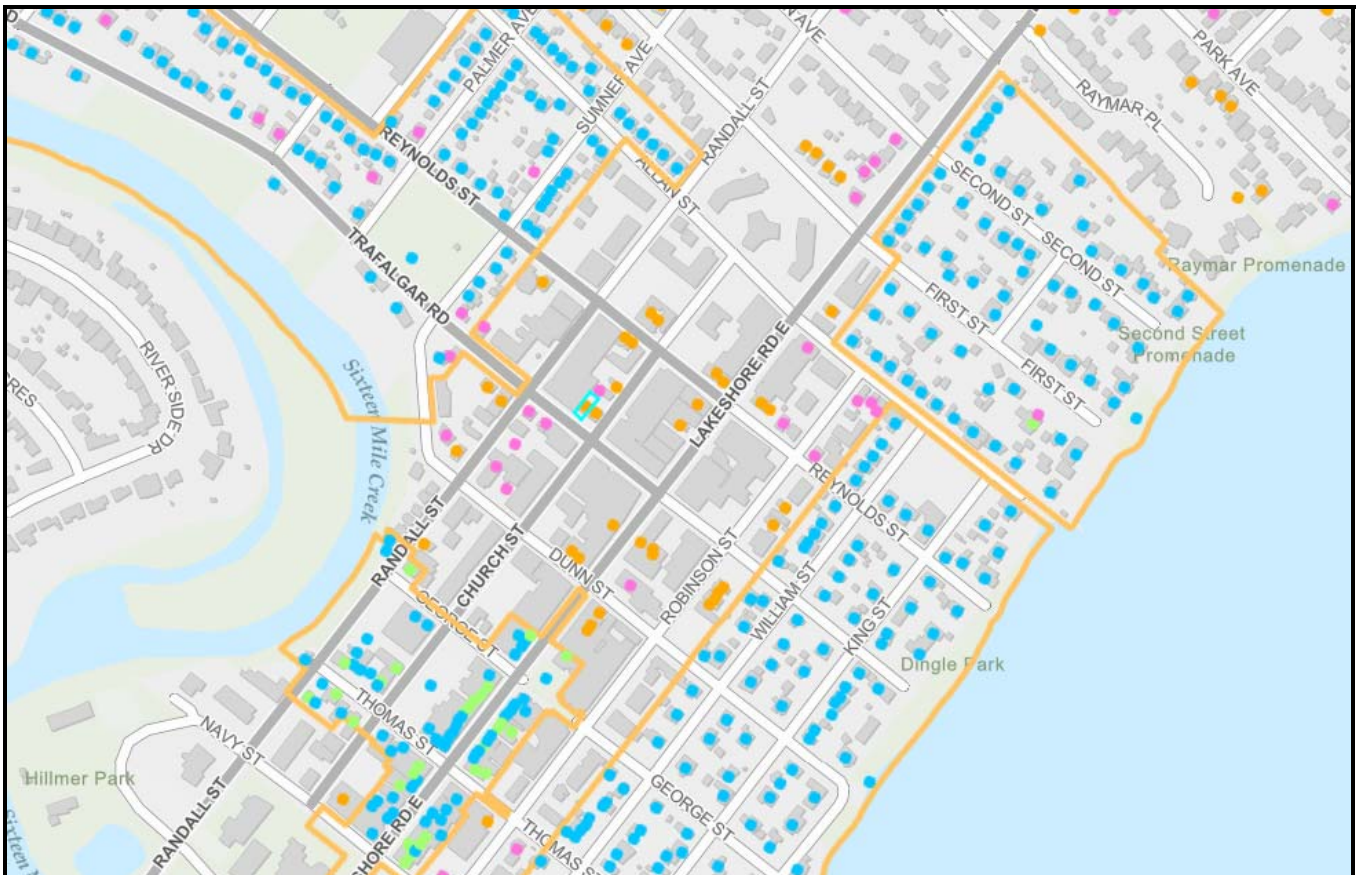 D
PALMER AVE
SUMNER AVE
N AVE
RANDALL ST
PARK AVE
RAYMAR PL
REYNOLDS ST
ALLAN ST
SECOND ST
SECOND ST
TRAFALGAR RD
Raymar Promenade
FIRST ST
Second Street
Promenade
FIRST ST
RIVER SIDE DR
Sixteen Mile Creek
CRES
LAKESHORE RD E
REYNOLDS ST
RANDALL ST
CHURCH ST
DUNN ST
ROBINSON ST
WILLIAM ST
KING ST
GEORGE ST
Dingle Park
THOMAS ST
NAVY ST
Hillmer Park
RANDALL ST
GEORGE ST
SHORE RD E
THOMAS ST
Sixteen